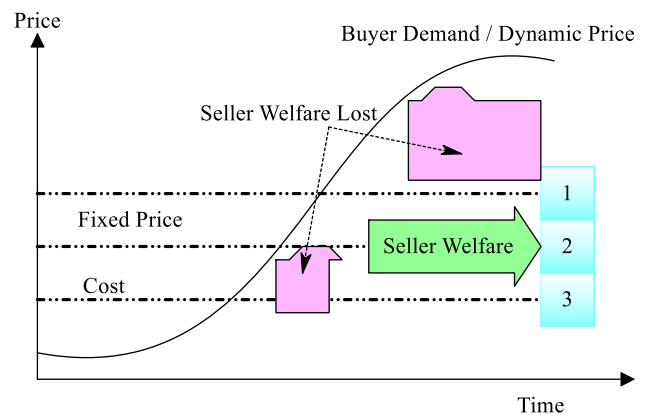 Price
Buyer Demand / Dynamic Price
Seller Welfare Lost
1
Fixed Price
Seller Welfare
2
Cost
3
Time